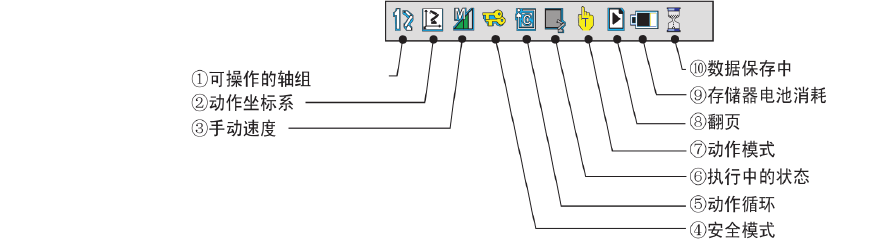 ①可操作的轴组
②动作坐标系
③手动速度
⑩数据保存中
⑨存储器电池消耗
⑧翻页
⑦动作模式
⑥执行中的状态
⑤动作循环
④安全模式